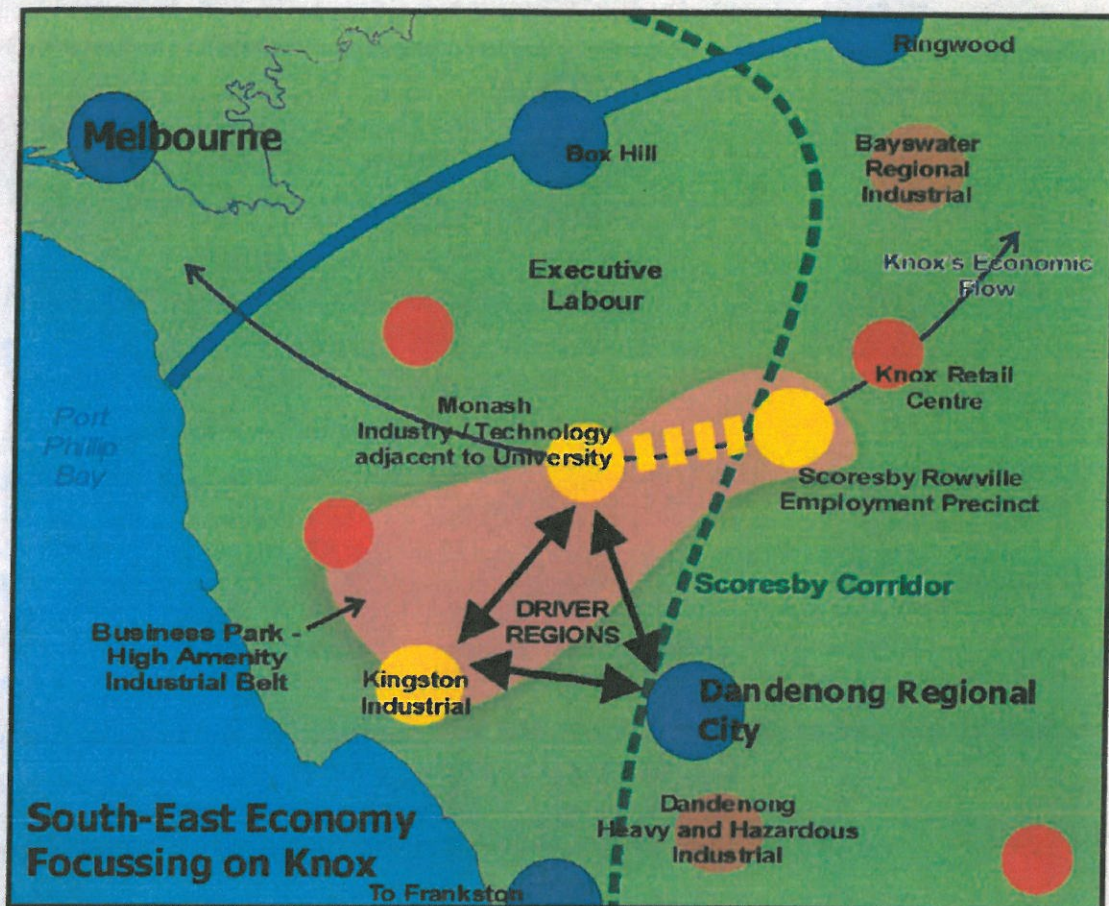 Ringwood
Melbourne
Box Hill
Bayswater
Regional
Industrial
Executive
Labour
Knox's Economic
Flow
Knox Retail
Centre
Port
Phillip
Bay
Monash
Industry / Technology
adjacent to University
Scoresby Rowville
Employment Precinct
Scoresby Corridor
DRIVER
REGIONS
Business Park -
High Amenity
Industrial Belt
Kingston
Industrial
Dandenong Regional
City
Dandenong
Heavy and Hazardous
Industrial
South-East Economy
Focussing on Knox
To Frankston